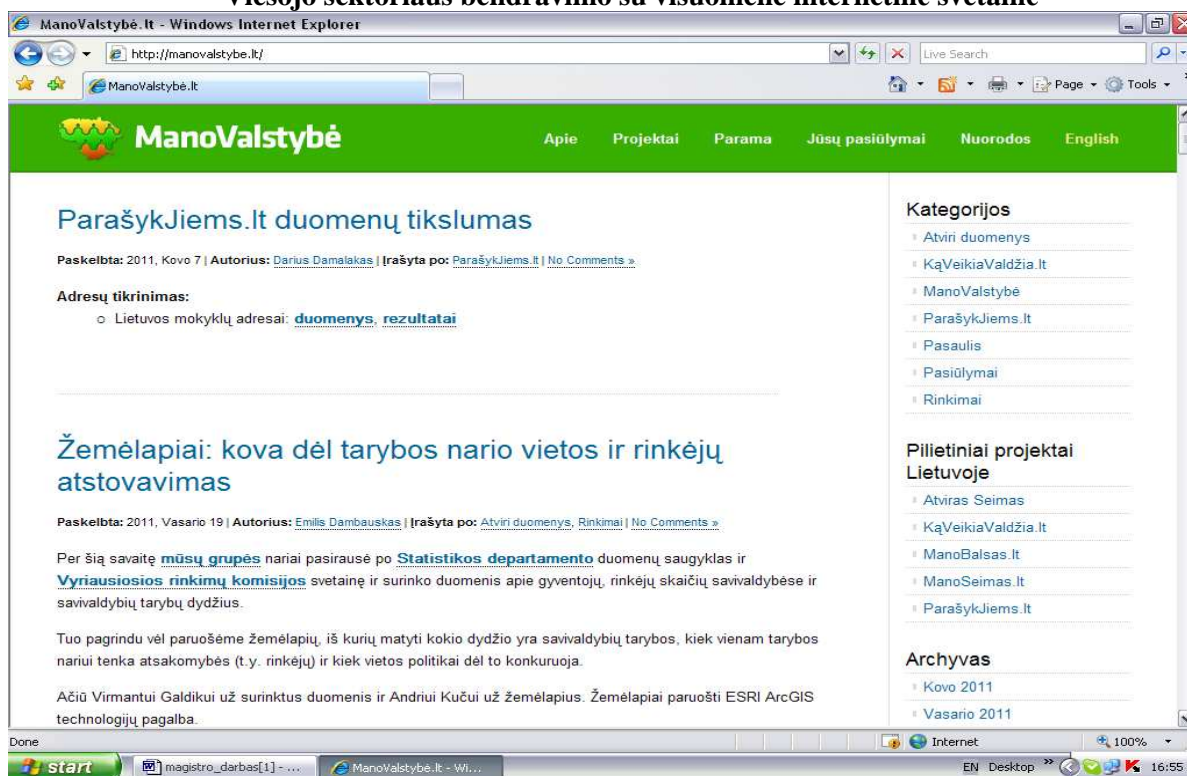 Viešojo sektoriaus bendravimo su visuomene internetinė svetainė
ManoValstybė.lt - Windows Internet Explorer
http://manovalstybe.lt/
Live Search
ManoValstybė.lt
Page
Tools
ManoValstybė
Apie Projektai Parama Jūsų pasiūlymai Nuorodos English
ParašykJiems.lt duomenų tikslumas
Paskelbta: 2011, Kovo 7 | Autorius: Darius Damalakas | Įrašyta po: ParašykJiems.lt | No Comments »
Adresų tikrinimas:
Lietuvos mokyklų adresai: duomenys, rezultatai
Žemėlapiai: kova dėl tarybos nario vietos ir rinkėjų
atstovavimas
Paskelbta: 2011, Vasario 19 | Autorius: Emilis Dambauskas | Įrašyta po: Atviri duomenys, Rinkimai | No Comments »
Per šią savaitę mūsų grupės nariai pasirausė po Statistikos departamento duomenų saugyklas ir
Vyriausiosios rinkimų komisijos svetainę ir surinko duomenis apie gyventojų, rinkėjų skaičių savivaldybėse ir
savivaldybių tarybų dydžius.
Tuo pagrindu vėl paruošėme žemėlapių, iš kurių matyti kokio dydžio yra savivaldybių tarybos, kiek vienam tarybos
nariui tenka atsakomybės (t.y. rinkėjų) ir kiek vietos politikai dėl to konkuruoja.
Ačiū Virmantui Galdikui už surinktus duomenis ir Andriui Kučui už žemėlapius. Žemėlapiai paruošti ESRI ArcGIS
technologijų pagalba.
Kategorijos
Atviri duomenys
KąVeikiaValdžia.lt
ManoValstybė
ParašykJiems.lt
Pasaulis
Pasiūlymai
Rinkimai
Pilietiniai projektai
Lietuvoje
Atviras Seimas
KąVeikiaValdžia.lt
ManoBalsas.lt
ManoSeimas.lt
ParašykJiems.lt
Archyvas
Kovo 2011
Vasario 2011
Done
Internet
100%
start
magistro_darbas[1] - ...
ManoValstybė.lt - Wi...
EN Desktop » 16:55